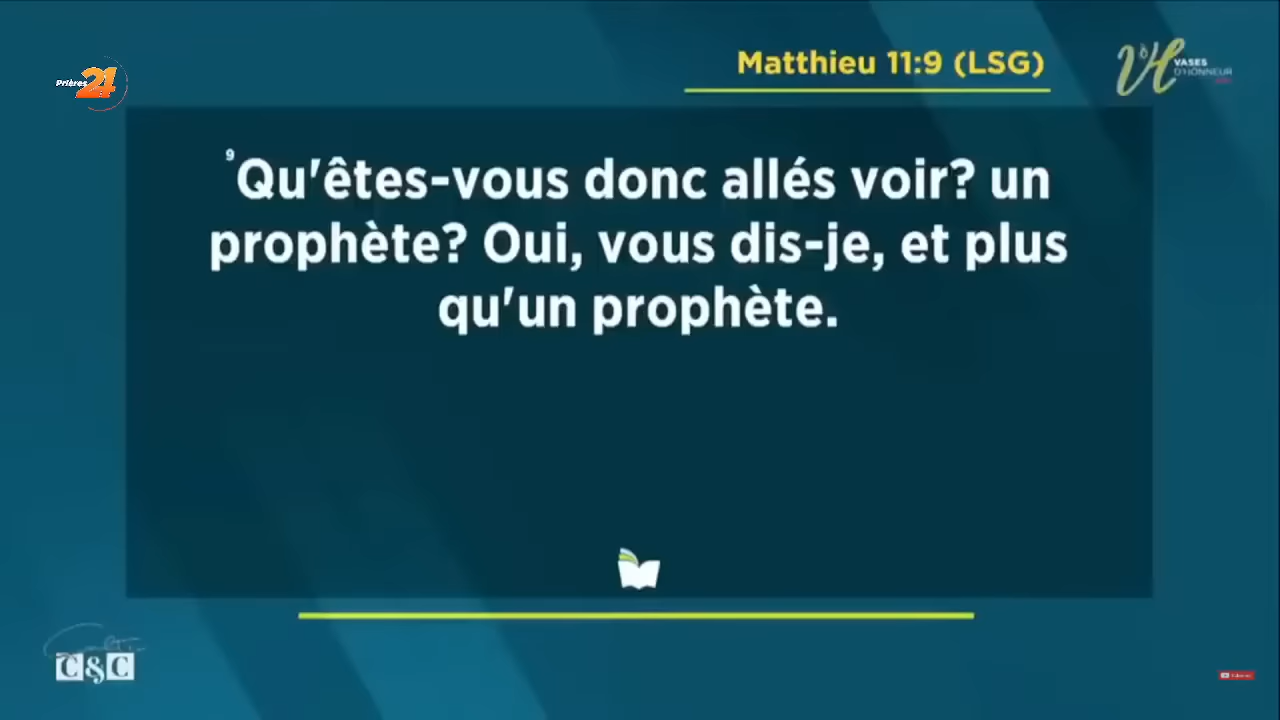 Prières 21
Matthieu 11:9 (LSG)
VH VASES
D'HONNEUR
9 Qu'êtes-vous donc allés voir? un
prophète? Oui, vous dis-je, et plus
qu'un prophète.
C&C